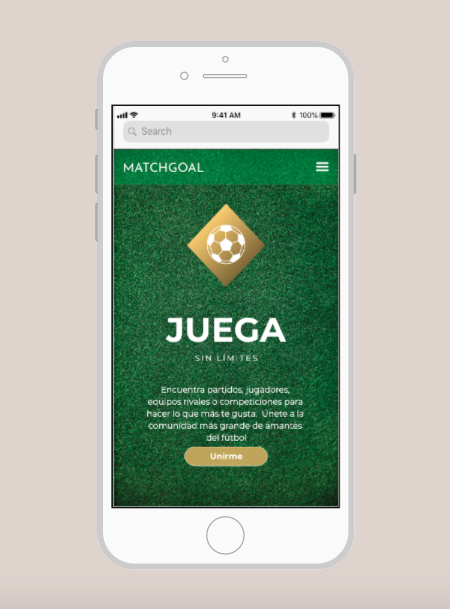 9:41 AM
100%
Search
MATCHGOAL
JUEGA
SIN LÍMITES
Encuentra partidos, jugadores,
equipos rivales o competiciones para
hacer lo que más te gusta. Únete a la
comunidad más grande de amantes
del fútbol
Unirme